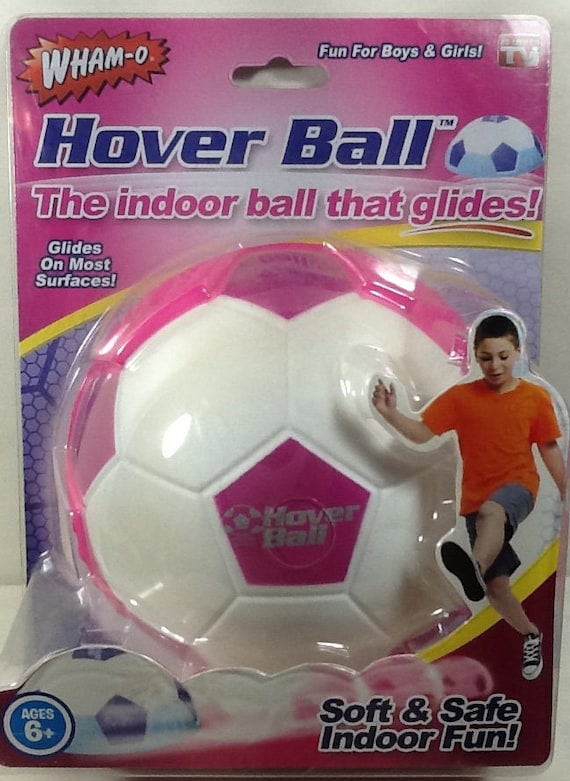 WHAM-O
Fun For Boys & Girls!
TV
Hover Ball™
The indoor ball that glides!
Glides
On Most
Surfaces!
Hover
Ball
AGES
6+
Soft & Safe
Indoor Fun!